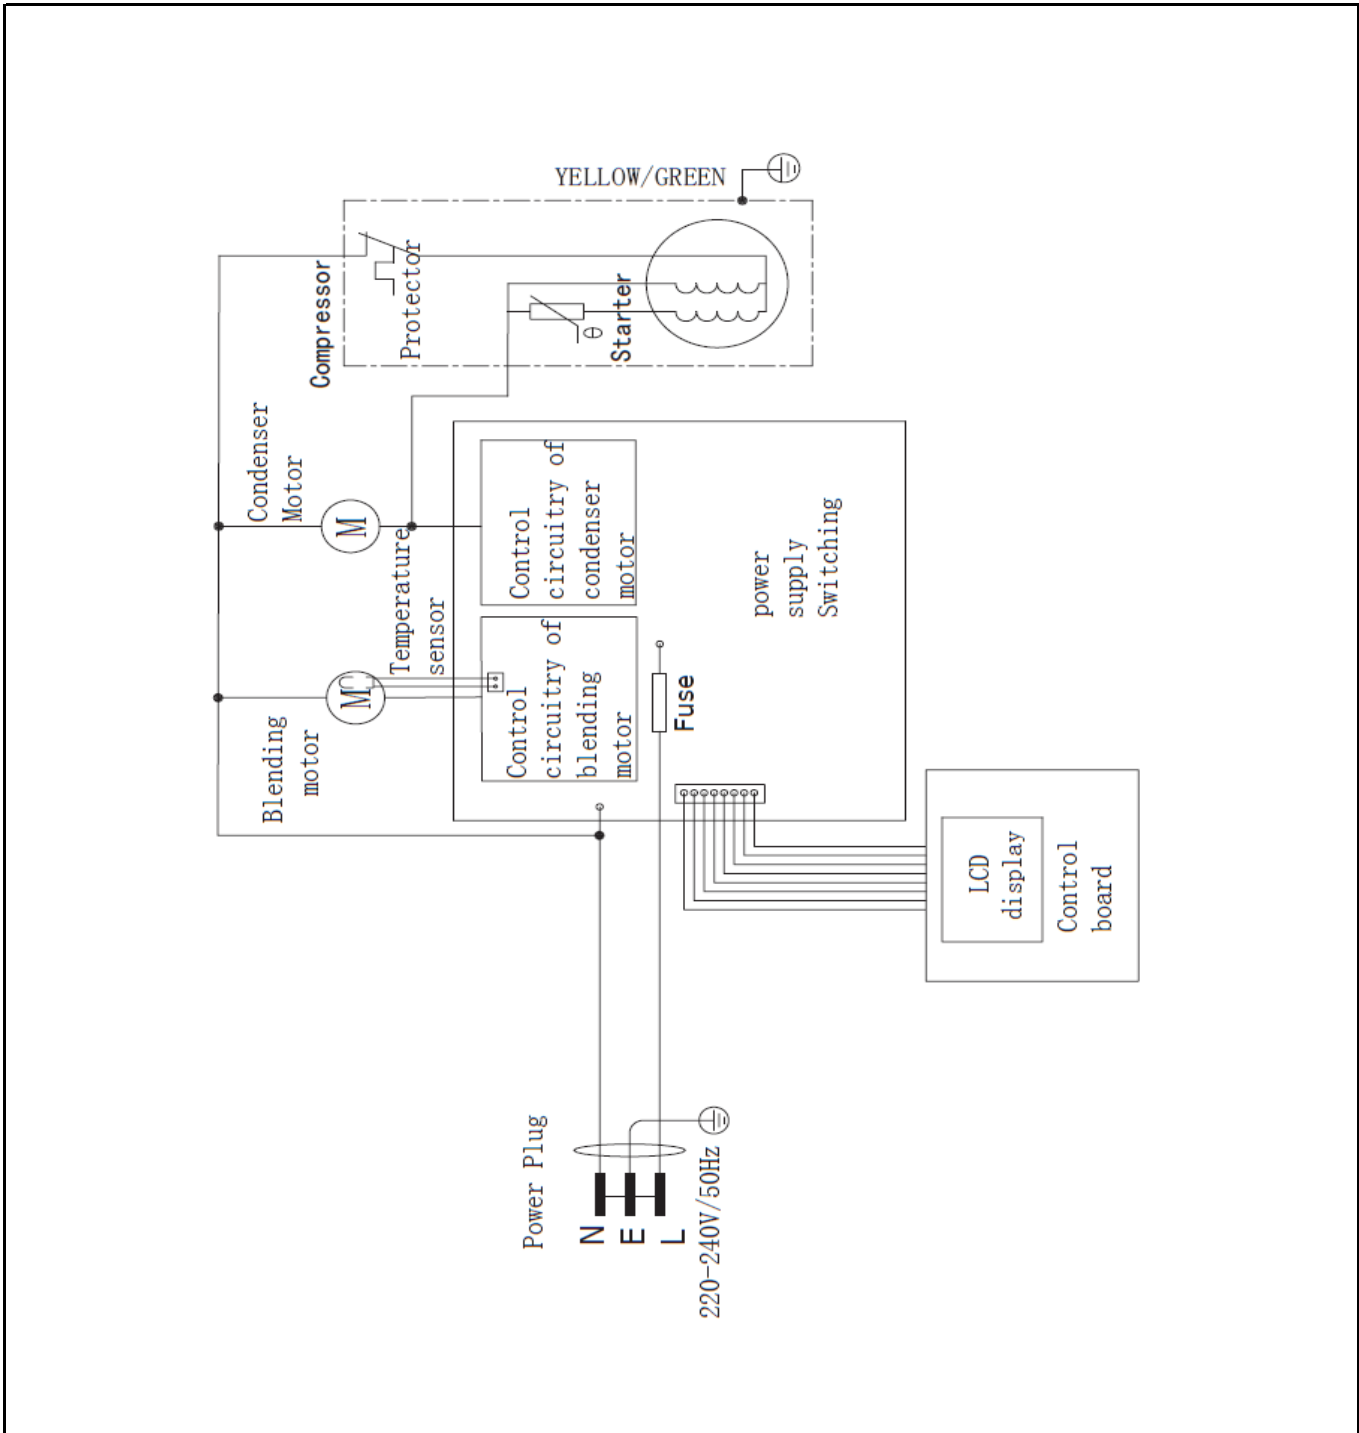 YELLOW/GREEN
Compressor
Protector
θ
Starter
Condenser
Motor
M
Temperature
sensor
Blending
motor
M
Control
circuitry of
condenser
motor
Control
circuitry of
blending
motor
power
supply
Switching
Fuse
LCD
display
Control
board
Power Plug
N
E
L
220-240V/50Hz